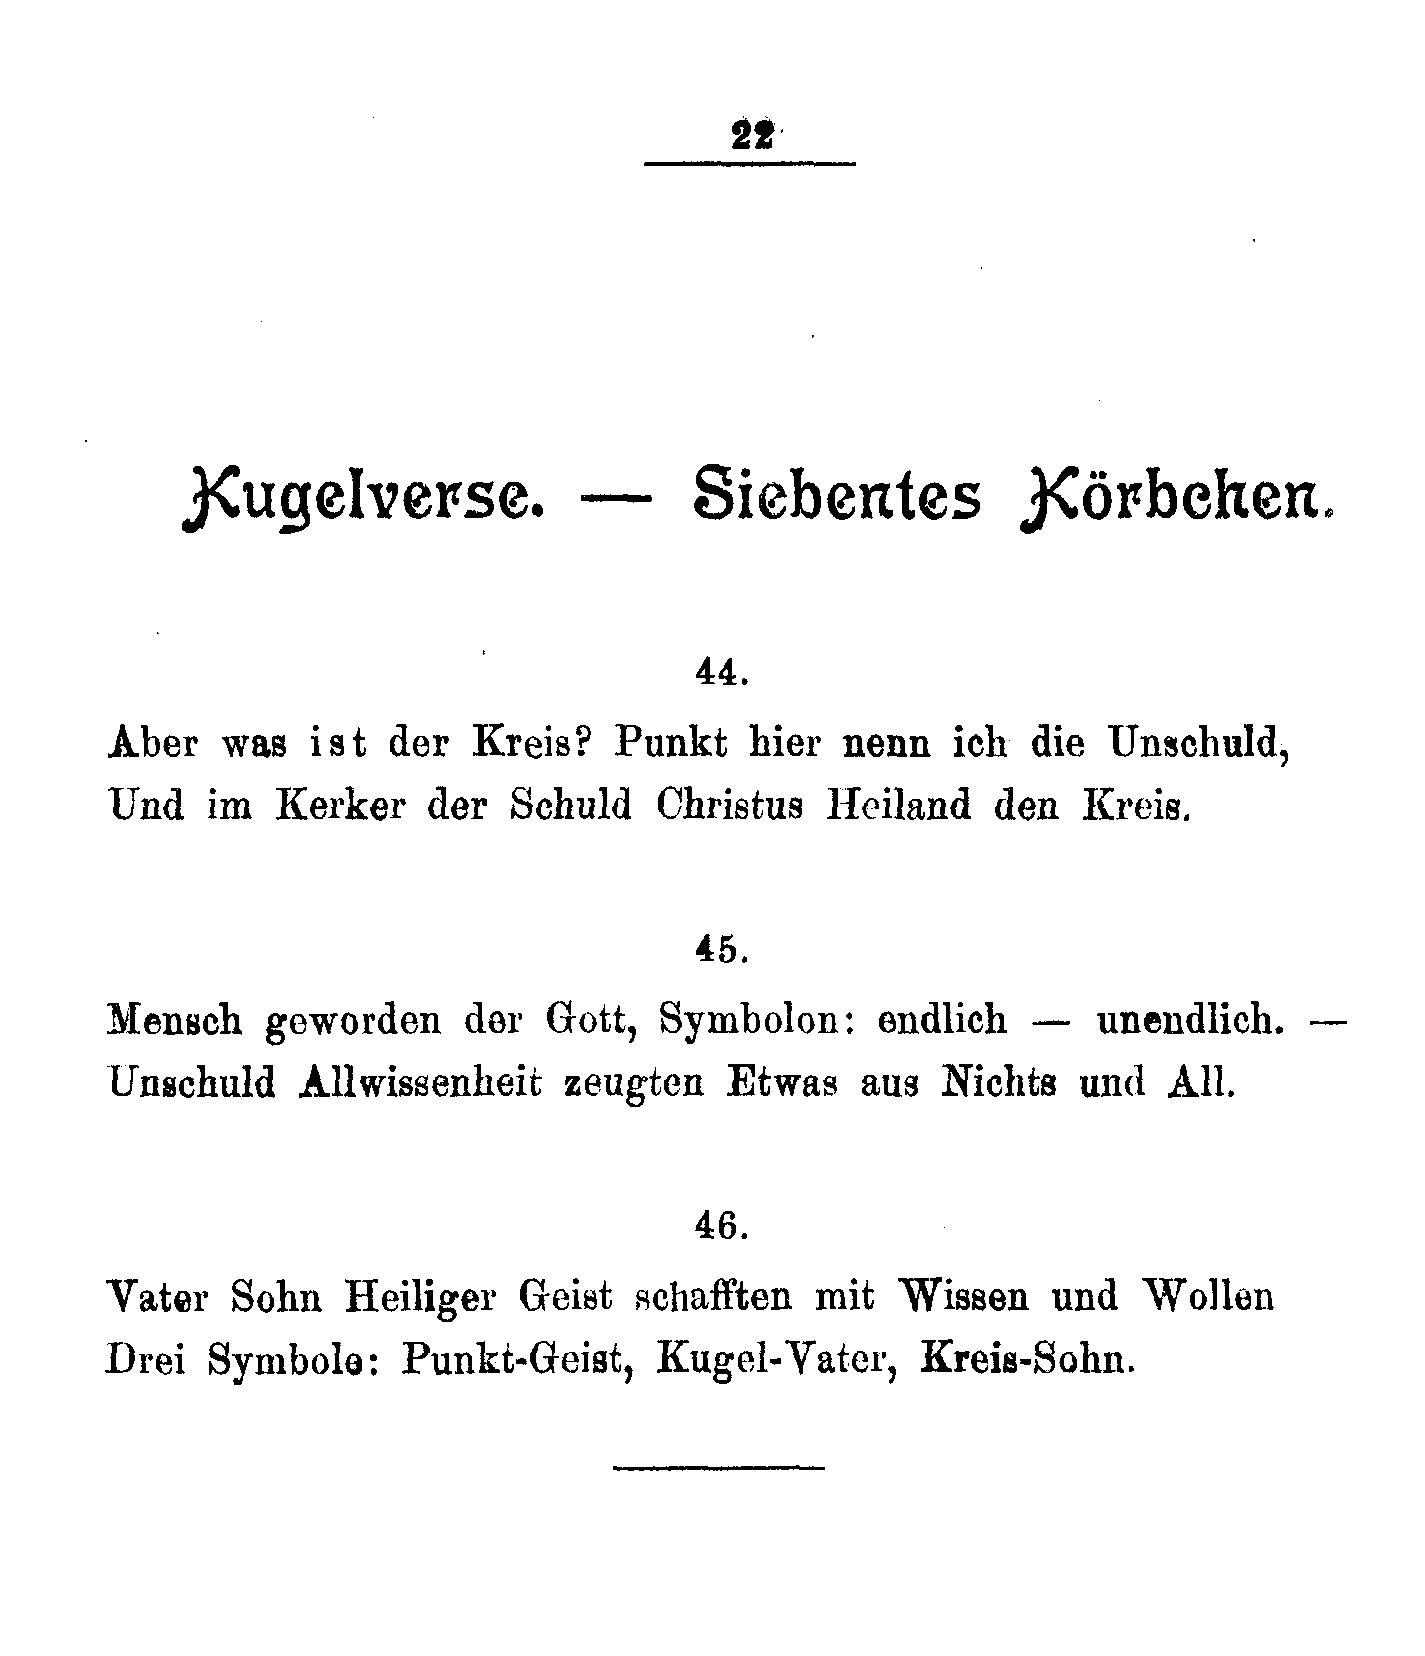 22
Kugelverse. — Siebentes Körbchen.
44.
Aber was ist der Kreis? Punkt hier nenn ich die Unschuld,
Und im Kerker der Schuld Christus Heiland den Kreis.
45.
Mensch geworden der Gott, Symbolon: endlich — unendlich. —
Unschuld Allwissenheit zeugten Etwas aus Nichts und All.
46.
Vater Sohn Heiliger Geist schafften mit Wissen und Wollen
Drei Symbole: Punkt-Geist, Kugel-Vater, Kreis-Sohn.